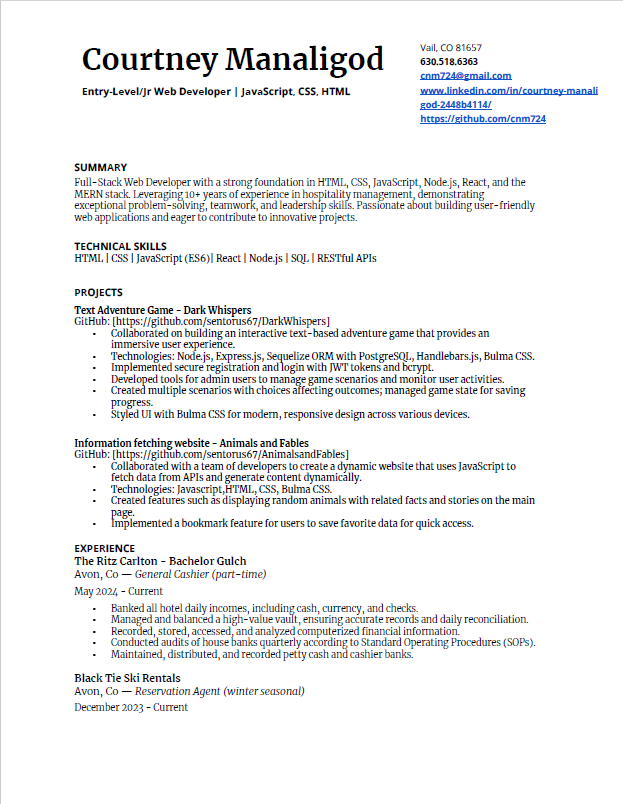 Courtney Manaligod
Entry-Level/Jr Web Developer | JavaScript, CSS, HTML
Vail, CO 81657
630.518.6363
cnm724@gmail.com
www.linkedin.com/in/courtney-manali
god-2448b4114/
https://github.com/cnm724
SUMMARY
Full-Stack Web Developer with a strong foundation in HTML, CSS, JavaScript, Node.js, React, and the
MERN stack. Leveraging 10+ years of experience in hospitality management, demonstrating
exceptional problem-solving, teamwork, and leadership skills. Passionate about building user-friendly
web applications and eager to contribute to innovative projects.
TECHNICAL SKILLS
HTML | CSS | JavaScript (ES6)| React | Node.js | SQL | RESTful APIs
PROJECTS
Text Adventure Game - Dark Whispers
GitHub: [https://github.com/sentorus67/DarkWhispers]
• Collaborated on building an interactive text-based adventure game that provides an
immersive user experience.
• Technologies: Node.js, Express.js, Sequelize ORM with PostgreSQL, Handlebars.js, Bulma CSS.
• Implemented secure registration and login with JWT tokens and bcrypt.
• Developed tools for admin users to manage game scenarios and monitor user activities.
• Created multiple scenarios with choices affecting outcomes; managed game state for saving
progress.
• Styled UI with Bulma CSS for modern, responsive design across various devices.
Information fetching website - Animals and Fables
GitHub: [https://github.com/sentorus67/AnimalsandFables]
• Collaborated with a team of developers to create a dynamic website that uses JavaScript to
fetch data from APIs and generate content dynamically.
• Technologies: Javascript,HTML, CSS, Bulma CSS.
• Created features such as displaying random animals with related facts and stories on the main
page.
• Implemented a bookmark feature for users to save favorite data for quick access.
EXPERIENCE
The Ritz Carlton - Bachelor Gulch
Avon, Co — General Cashier (part-time)
May 2024 - Current
• Banked all hotel daily incomes, including cash, currency, and checks.
• Managed and balanced a high-value vault, ensuring accurate records and daily reconciliation.
• Recorded, stored, accessed, and analyzed computerized financial information.
• Conducted audits of house banks quarterly according to Standard Operating Procedures (SOPs).
• Maintained, distributed, and recorded petty cash and cashier banks.
Black Tie Ski Rentals
Avon, Co — Reservation Agent (winter seasonal)
December 2023 - Current